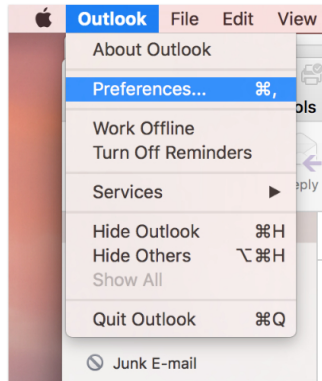 Outlook File Edit View
About Outlook
Preferences... ⌘,
ols
Work Offline
Turn Off Reminders
eply
Services ▶
Hide Outlook ⌘H
Hide Others ⌥⌘H
Show All
Quit Outlook ⌘Q
Junk E-mail